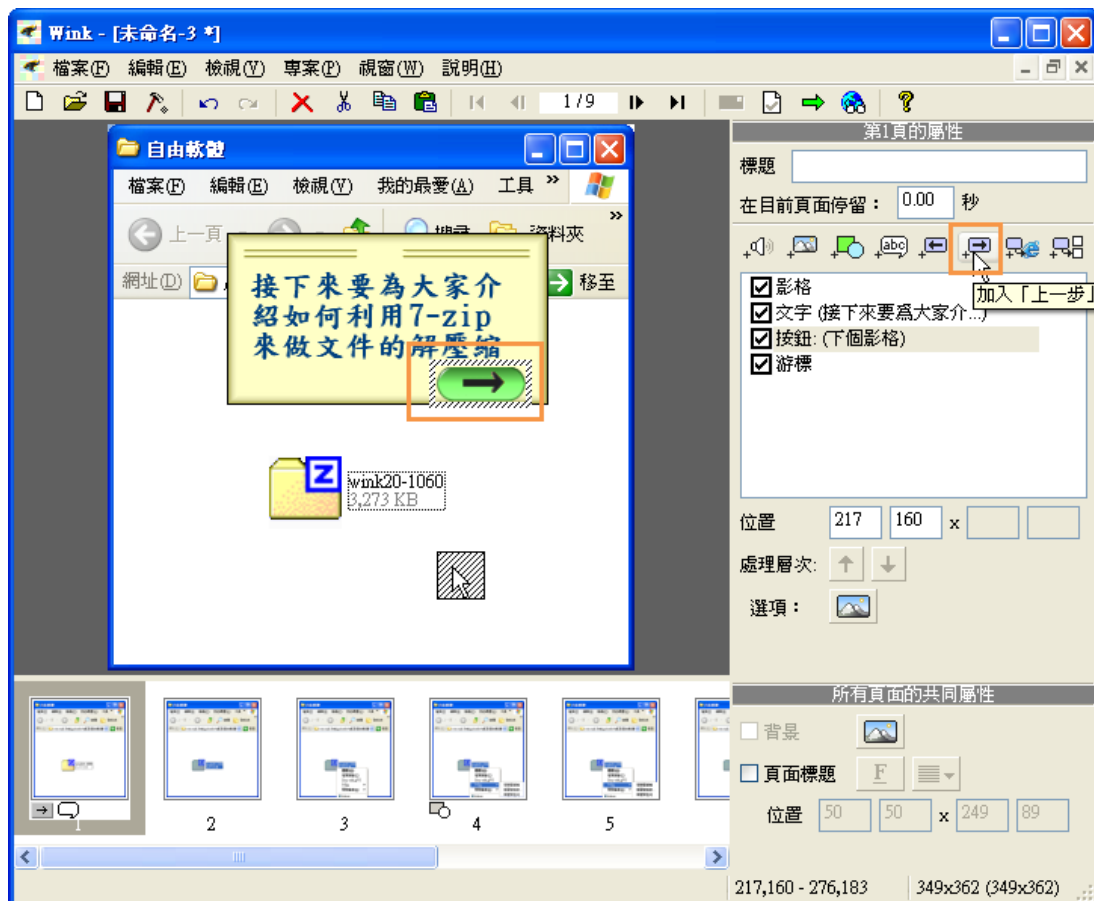 Wink - [未命名-3 *]
檔案(F) 編輯(E) 檢視(V) 專案(P) 視窗(W) 說明(H)
1 / 9
自由軟體
檔案(F) 編輯(E) 檢視(V) 我的最愛(A) 工具 »
上一頁 搜尋 資料夾 »
網址(D) 移至
接下來要為大家介
紹如何利用7-zip
來做文件的解壓縮
wink20-1060
3,273 KB
第1頁的屬性
標題
在目前頁面停留： 0.00 秒
abc
加入「上一步」
影格
文字 (接下來要爲大家介...)
按鈕: (下個影格)
游標
位置 217 160 x
處理層次:
選項：
1 2 3 4 5
所有頁面的共同屬性
背景
頁面標題 F
位置 50 50 x 249 89
217,160 - 276,183 349x362 (349x362)